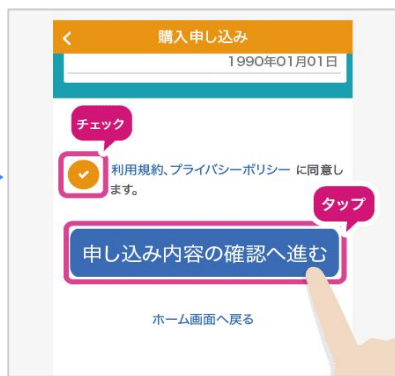 購入申し込み
1990年01月01日
チェック
利用規約、プライバシーポリシー に同意し
ます。
タップ
申し込み内容の確認へ進む
ホーム画面へ戻る